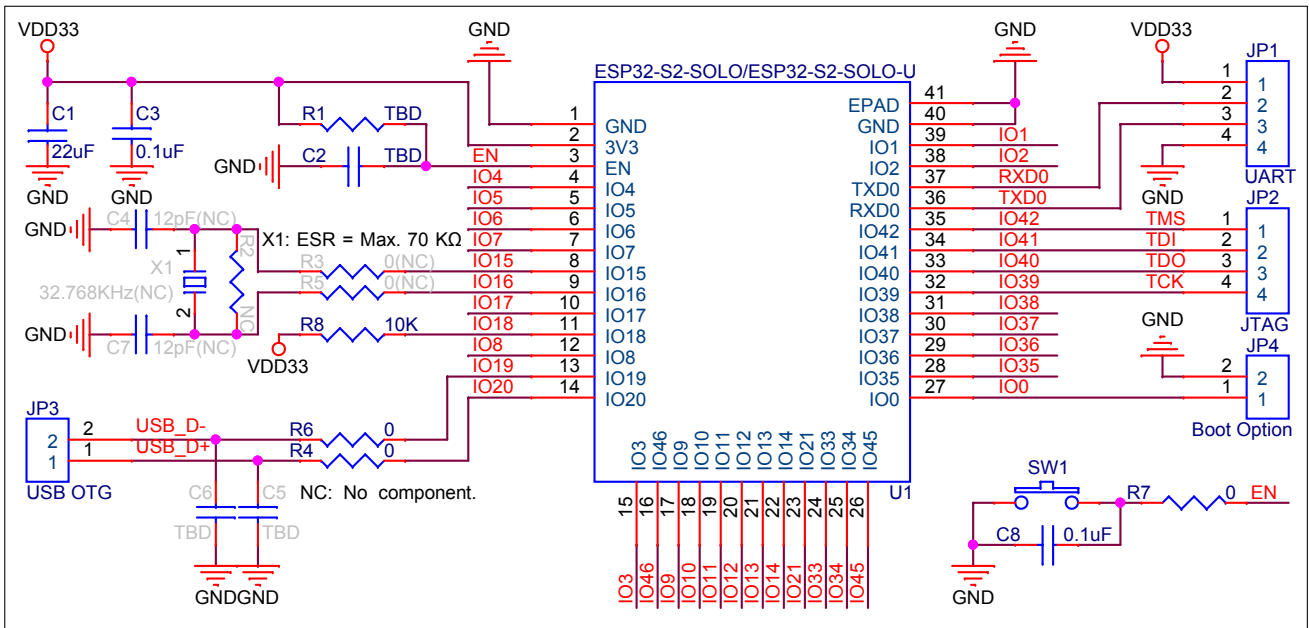 VDD33
C1
22uF
GND
C3
0.1uF
GND
R1
TBD
C2
TBD
GND
GND
ESP32-S2-SOLO/ESP32-S2-SOLO-U
GND
VDD33
JP1
1 1
2 2
3 3
4 4
UART
GND
EN
IO4
IO5
IO6
IO7
IO15
IO16
IO17
IO18
IO8
IO19
IO20
1 GND
2 3V3
3 EN
4 IO4
5 IO5
6 IO6
7 IO7
8 IO15
9 IO16
10 IO17
11 IO18
12 IO8
13 IO19
14 IO20
EPAD 41
GND 40
IO1 39 IO1
IO2 38 IO2
TXD0 37 RXD0
RXD0 36 TXD0
IO42 35 IO42 TMS
IO41 34 IO41 TDI
IO40 33 IO40 TDO
IO39 32 IO39 TCK
IO38 31 IO38
IO37 30 IO37
IO36 29 IO36
IO35 28 IO35
IO0 27 IO0
JP2
1 1
2 2
3 3
4 4
JTAG
GND
JP4
2 2
1 1
Boot Option
GND
C4 12pF(NC)
X1
1
2
32.768KHz(NC)
R2
NC
GND
C7 12pF(NC)
X1: ESR = Max. 70 KΩ
R3 0(NC)
R5 0(NC)
R8 10K
VDD33
JP3
2 2 USB_D-
1 1 USB_D+
USB OTG
R6 0
R4 0
C6
TBD
C5
TBD
GND
GND
NC: No component.
IO3 IO46 IO9 IO10 IO11 IO12 IO13 IO14 IO21 IO33 IO34 IO45
U1
15 16 17 18 19 20 21 22 23 24 25 26
IO3 IO46 IO9 IO10 IO11 IO12 IO13 IO14 IO21 IO33 IO34 IO45
SW1
R7 0 EN
C8 0.1uF
GND